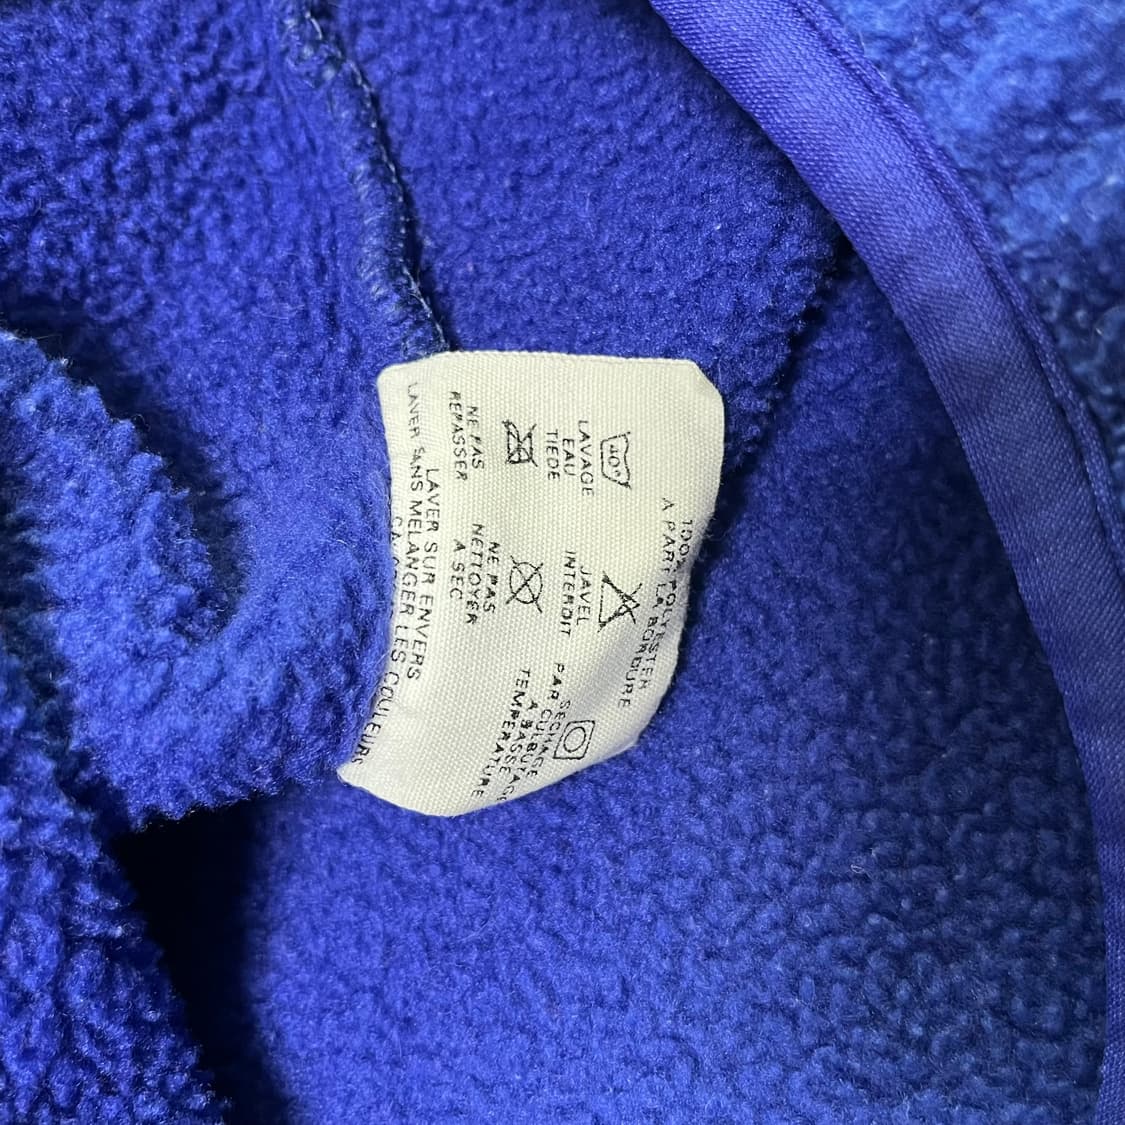 100% POLYESTER
A PART LA BORDURE
40°
LAVAGE
EAU
TIEDE
JAVEL
INTERDIT
SECHAGE
PAR CULBUTAGE
A BASSE
TEMPERATURE
NE PAS
REPASSER
NE PAS
NETTOYER
A SEC
LAVER SUR ENVERS
LAVER SANS MELANGER LES COULEURS